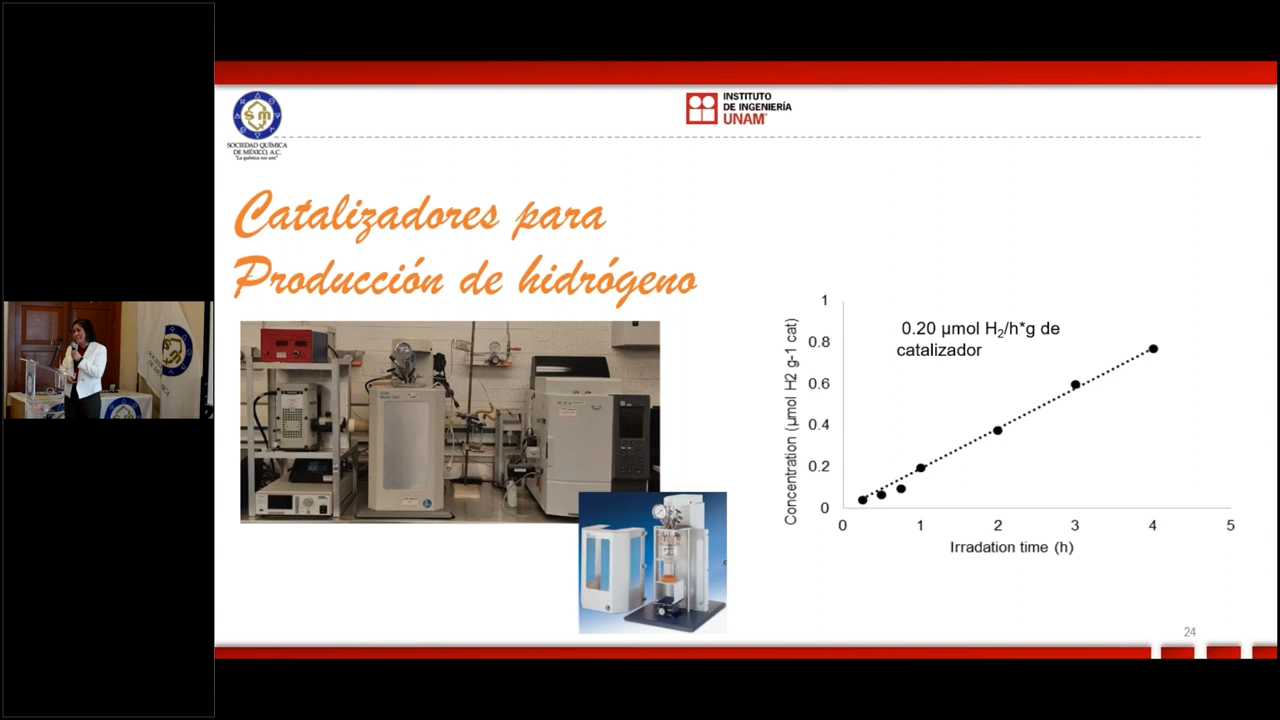 SOCIEDAD QUÍMICA
DE MÉXICO, A.C.
"La química nos une"
INSTITUTO
DE INGENIERÍA
UNAM
Catalizadores para
Producción de hidrógeno
0.20 µmol H2/h*g de
catalizador
Concentration (µmol H2 g-1 cat)
1
0.8
0.6
0.4
0.2
0
0
1
2
3
4
5
Irradation time (h)
24